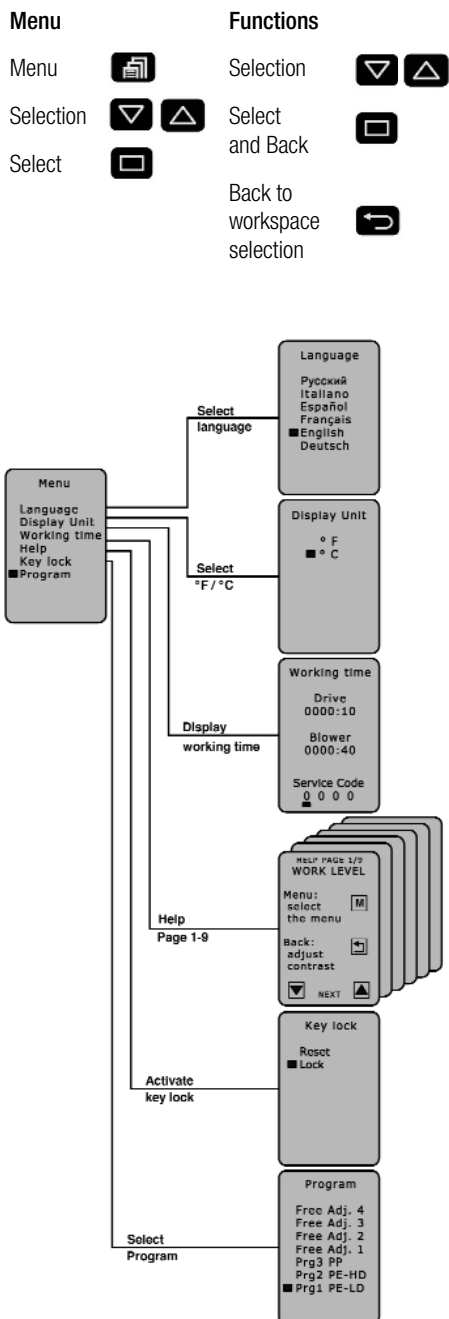 Menu
Menu
Selection
Select
Functions
Selection
Select
and Back
Back to
workspace
selection
Menu
Language
Display Unit
Working time
Help
Key lock
Program
Select
language
Language
Русский
Italiano
Español
Français
English
Deutsch
Select
°F / °C
Display Unit
° F
° C
Display
working time
Working time
Drive
0000:10
Blower
0000:40
Service Code
0 0 0 0
Help
Page 1-9
HELP PAGE 1/9
WORK LEVEL
Menu:
select
the menu
M
Back:
adjust
contrast
NEXT
Activate
key lock
Key lock
Reset
Lock
Select
Program
Program
Free Adj. 4
Free Adj. 3
Free Adj. 2
Free Adj. 1
Prg3 PP
Prg2 PE-HD
Prg1 PE-LD